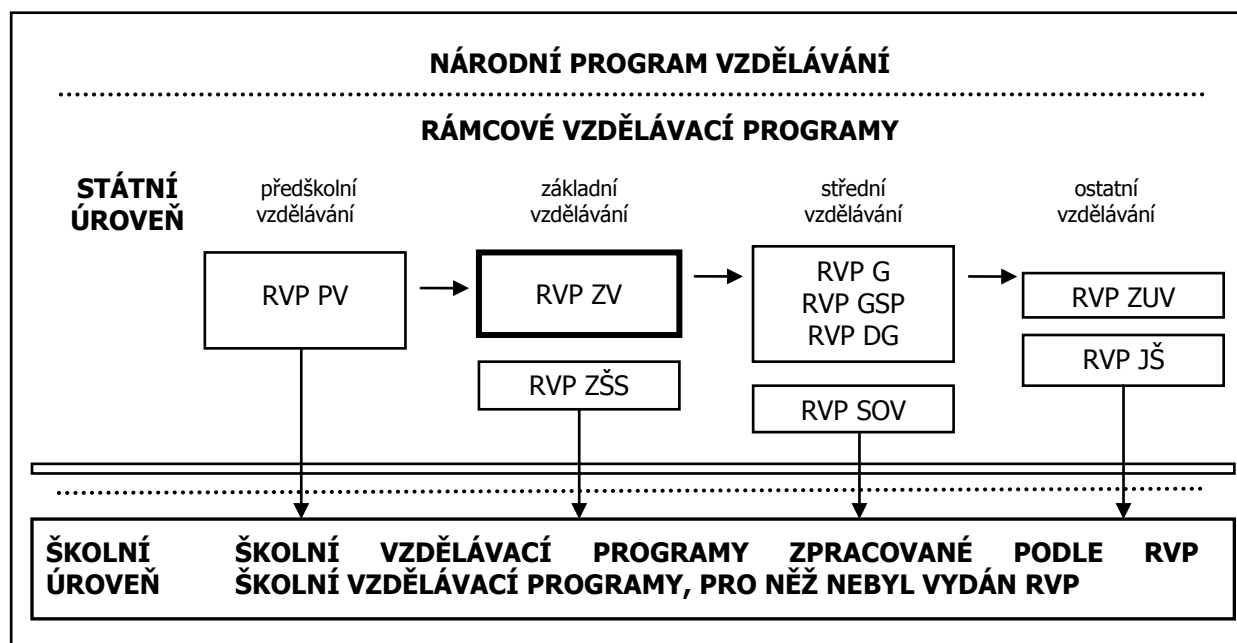 NÁRODNÍ PROGRAM VZDĚLÁVÁNÍ
RÁMCOVÉ VZDĚLÁVACÍ PROGRAMY
STÁTNÍ
ÚROVEŇ
předškolní
vzdělávání
základní
vzdělávání
střední
vzdělávání
ostatní
vzdělávání
RVP PV
RVP ZV
RVP G
RVP GSP
RVP DG
RVP ZUV
RVP ZŠS
RVP SOV
RVP JŠ
ŠKOLNÍ ŠKOLNÍ VZDĚLÁVACÍ PROGRAMY ZPRACOVANÉ PODLE RVP
ÚROVEŇ ŠKOLNÍ VZDĚLÁVACÍ PROGRAMY, PRO NĚŽ NEBYL VYDÁN RVP